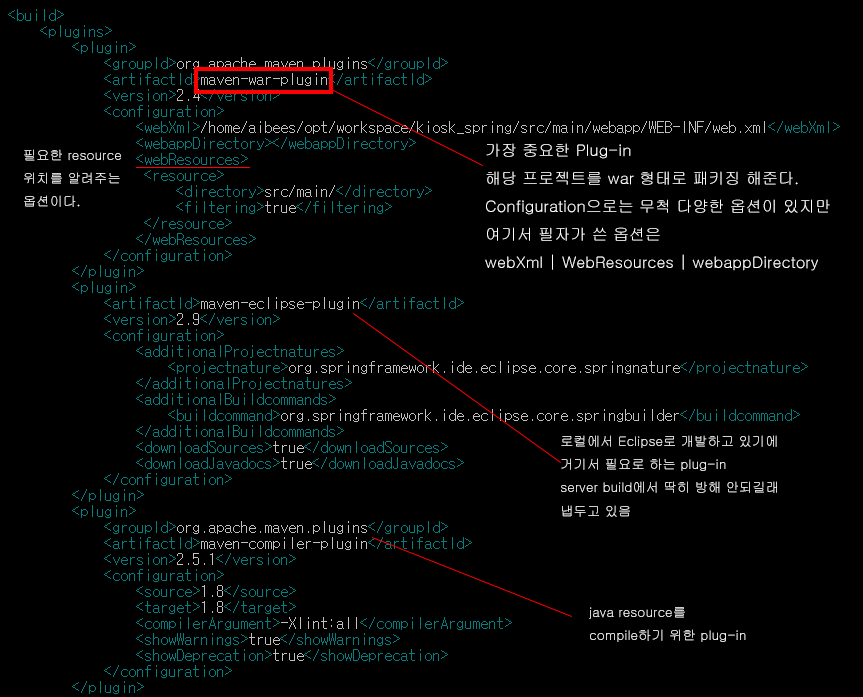 <build>
<plugins>
<plugin>
<groupId>org.apache.maven.plugins</groupId>
<artifactId>maven-war-plugin</artifactId>
<version>2.4</version>
<configuration>
<webXml>/home/aibees/opt/workspace/kiosk_spring/src/main/webapp/WEB-INF/web.xml</webXml>
<webappDirectory></webappDirectory>
<webResources>
<resource>
<directory>src/main/</directory>
<filtering>true</filtering>
</resource>
</webResources>
</configuration>
</plugin>
필요한 resource
위치를 알려주는
옵션이다.
가장 중요한 Plug-in
해당 프로젝트를 war 형태로 패키징 해준다.
Configuration으로는 무척 다양한 옵션이 있지만
여기서 필자가 쓴 옵션은
webXml | WebResources | webappDirectory
<plugin>
<artifactId>maven-eclipse-plugin</artifactId>
<version>2.9</version>
<configuration>
<additionalProjectnatures>
<projectnature>org.springframework.ide.eclipse.core.springnature</projectnature>
</additionalProjectnatures>
<additionalBuildcommands>
<buildcommand>org.springframework.ide.eclipse.core.springbuilder</buildcommand>
</additionalBuildcommands>
<downloadSources>true</downloadSources>
<downloadJavadocs>true</downloadJavadocs>
</configuration>
</plugin>
로컬에서 Eclipse로 개발하고 있기에
거기서 필요로 하는 plug-in
server build에서 딱히 방해 안되길래
냅두고 있음
<plugin>
<groupId>org.apache.maven.plugins</groupId>
<artifactId>maven-compiler-plugin</artifactId>
<version>2.5.1</version>
<configuration>
<source>1.8</source>
<target>1.8</target>
<compilerArgument>-Xlint:all</compilerArgument>
<showWarnings>true</showWarnings>
<showDeprecation>true</showDeprecation>
</configuration>
</plugin>
java resource를
compile하기 위한 plug-in